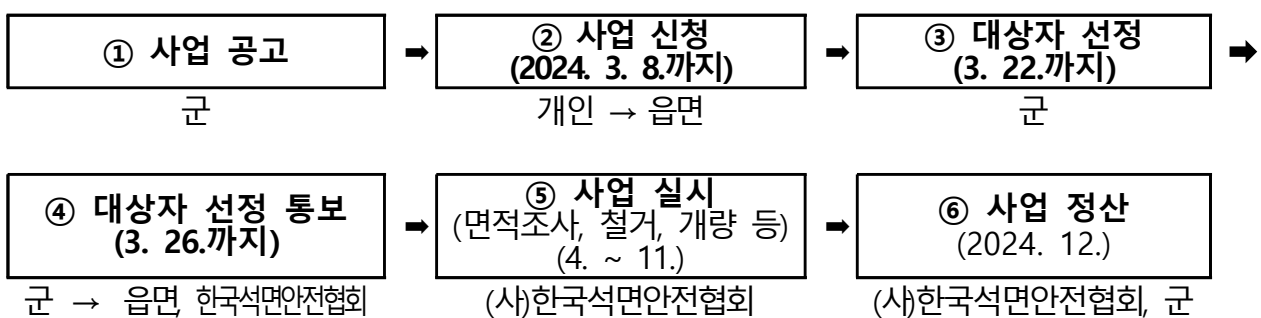 ① 사업 공고 ➡ ② 사업 신청 (2024. 3. 8.까지) ➡ ③ 대상자 선정 (3. 22.까지) ➡
군
개인 → 읍면
군
④ 대상자 선정 통보 (3. 26.까지) ➡ ⑤ 사업 실시 (면적조사, 철거, 개량 등) (4. ~ 11.) ➡ ⑥ 사업 정산 (2024. 12.)
군 → 읍면, 한국석면안전협회
(사)한국석면안전협회
(사)한국석면안전협회, 군